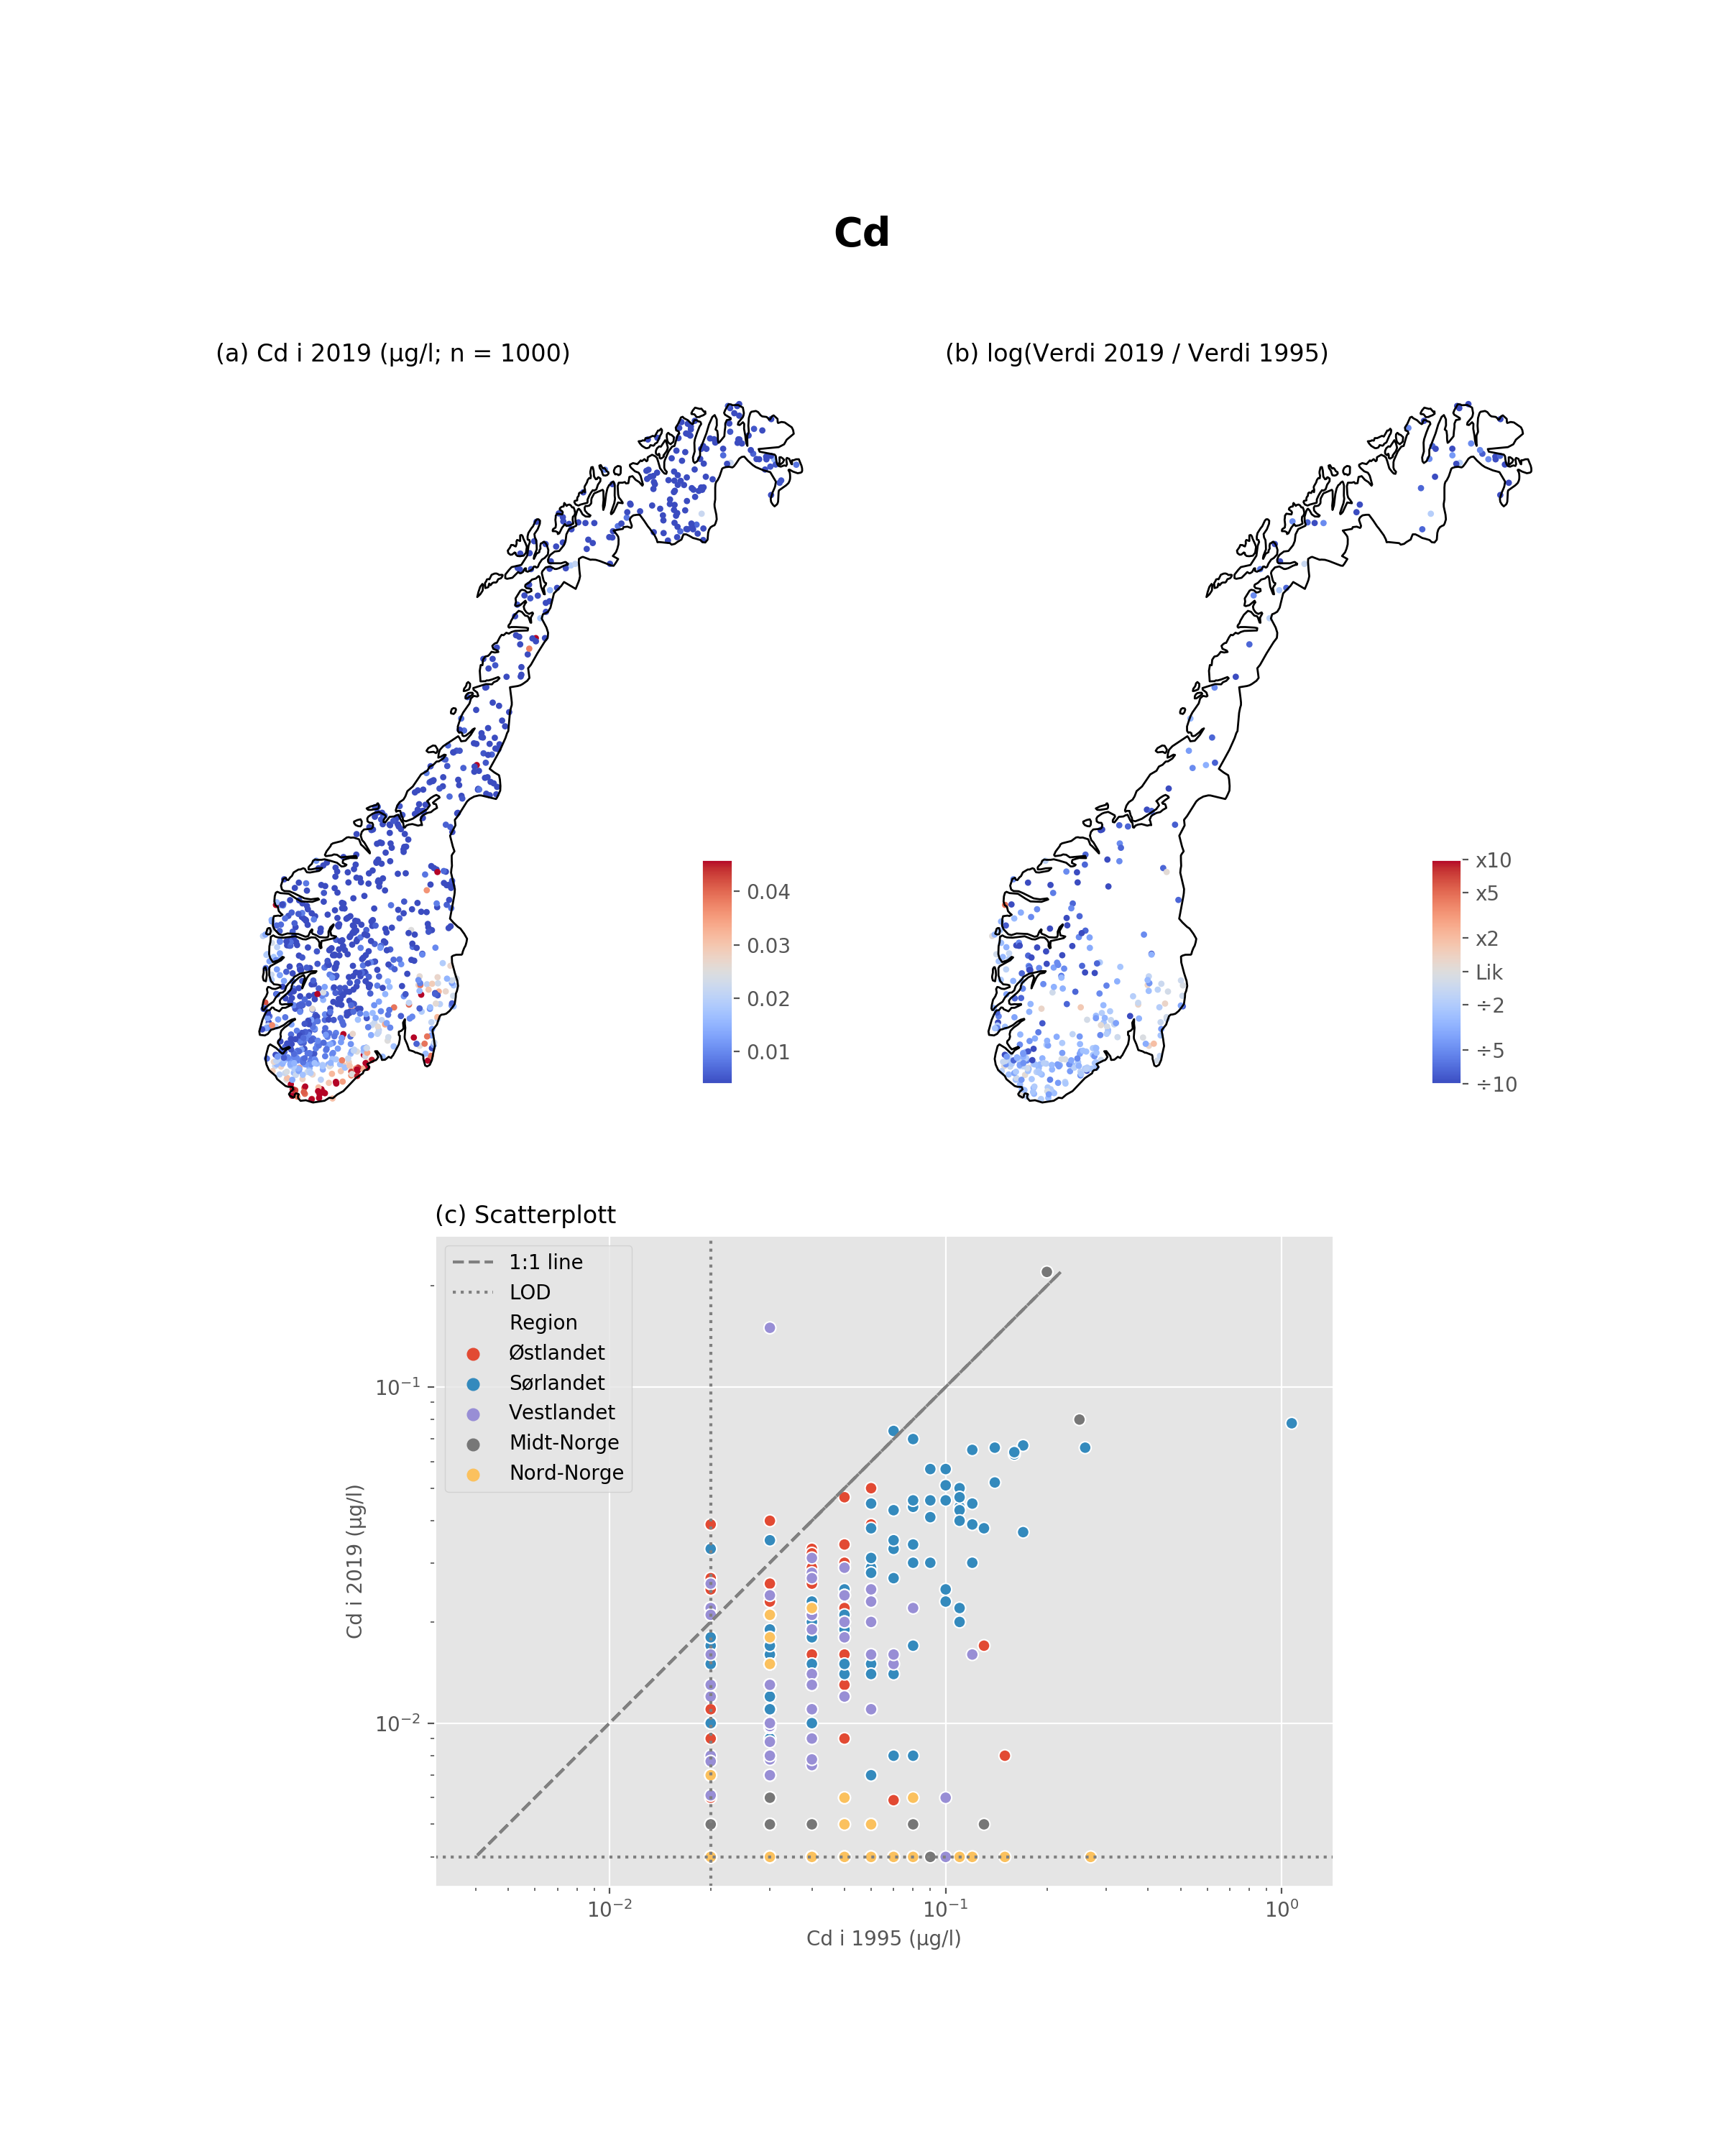 Cd
(a) Cd i 2019 (µg/l; n = 1000)
(b) log(Verdi 2019 / Verdi 1995)
0.04
0.03
0.02
0.01
x10
x5
x2
Lik
÷2
÷5
÷10
(c) Scatterplott
1:1 line
LOD
Region
Østlandet
Sørlandet
Vestlandet
Midt-Norge
Nord-Norge
10⁻¹
10⁻²
Cd i 2019 (µg/l)
10⁻² 10⁻¹ 10⁰
Cd i 1995 (µg/l)